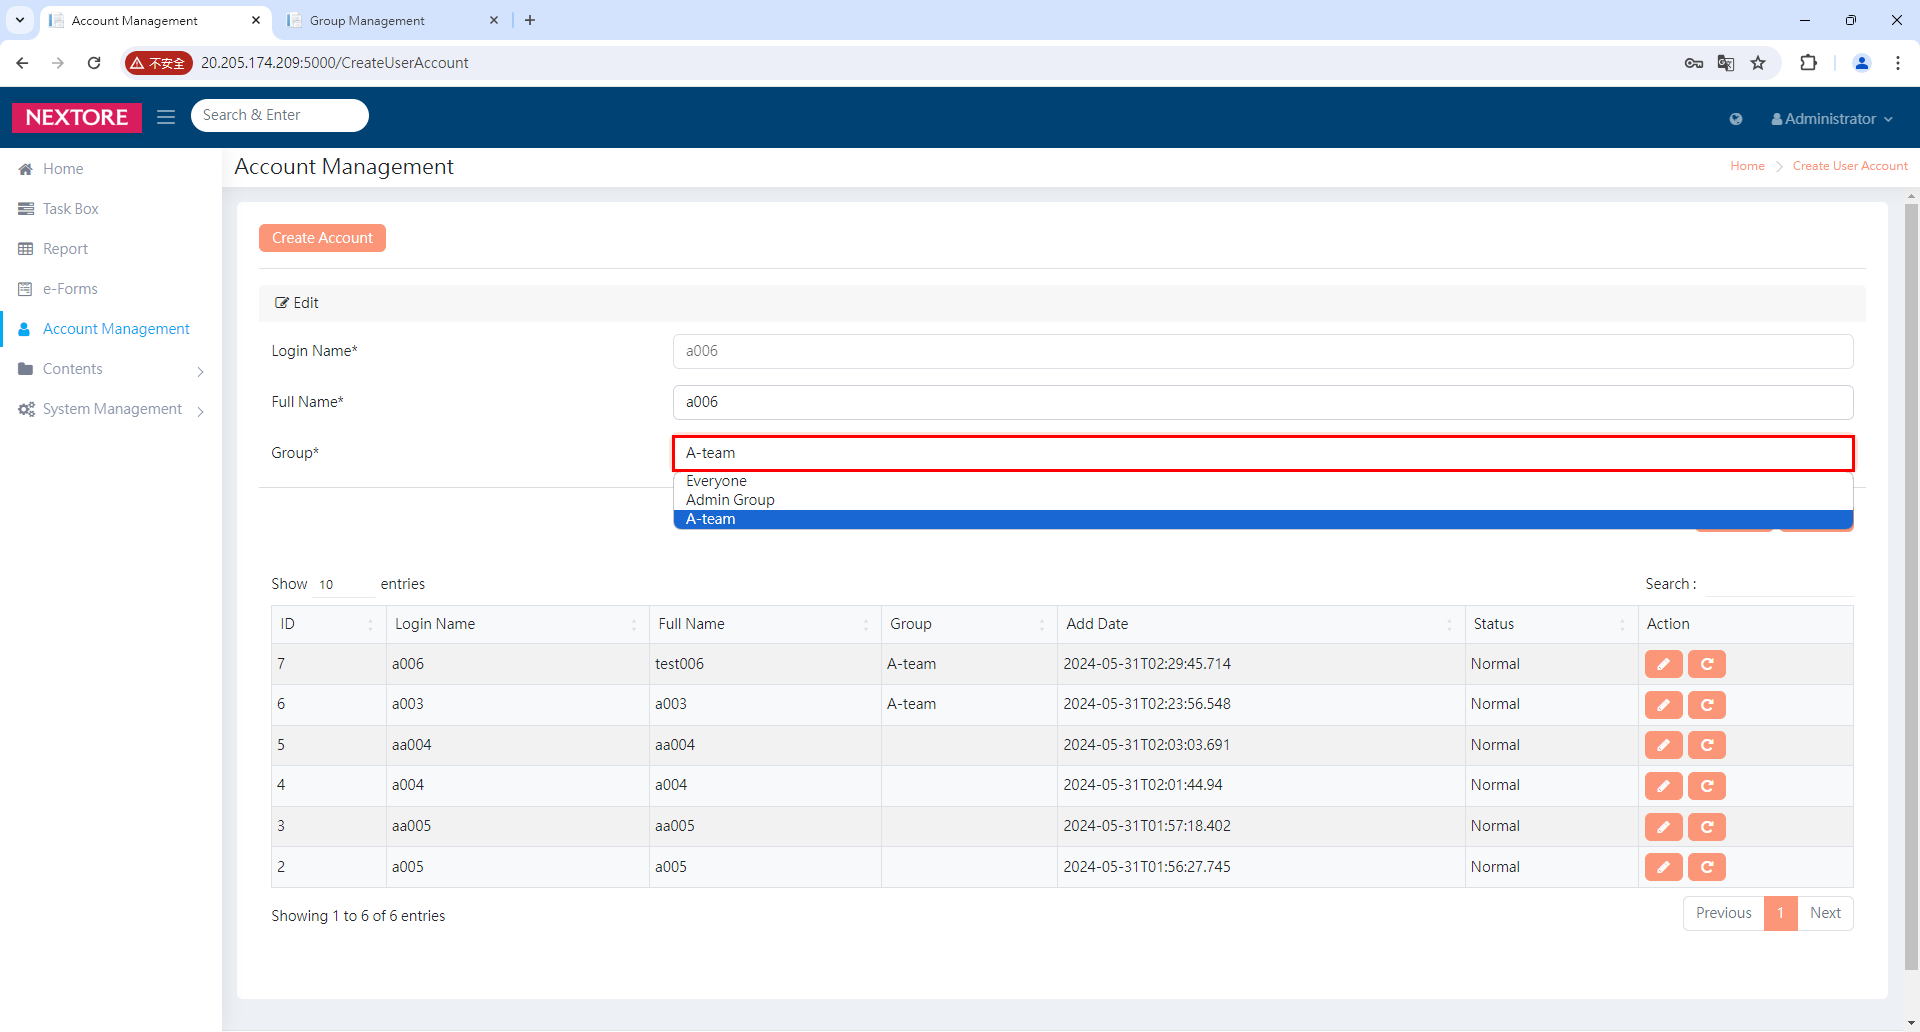 Account Management
Group Management
不安全
20.205.174.209:5000/CreateUserAccount
NEXTORE
Search & Enter
Administrator
Home
Task Box
Report
e-Forms
Account Management
Contents
System Management
Account Management
Home
Create User Account
Create Account
Edit
Login Name*
a006
Full Name*
a006
Group*
A-team
Everyone
Admin Group
A-team
Show 10 entries
Search :
ID Login Name Full Name Group Add Date Status Action
7 a006 test006 A-team 2024-05-31T02:29:45.714 Normal
6 a003 a003 A-team 2024-05-31T02:23:56.548 Normal
5 aa004 aa004 2024-05-31T02:03:03.691 Normal
4 a004 a004 2024-05-31T02:01:44.94 Normal
3 aa005 aa005 2024-05-31T01:57:18.402 Normal
2 a005 a005 2024-05-31T01:56:27.745 Normal
Showing 1 to 6 of 6 entries
Previous 1 Next